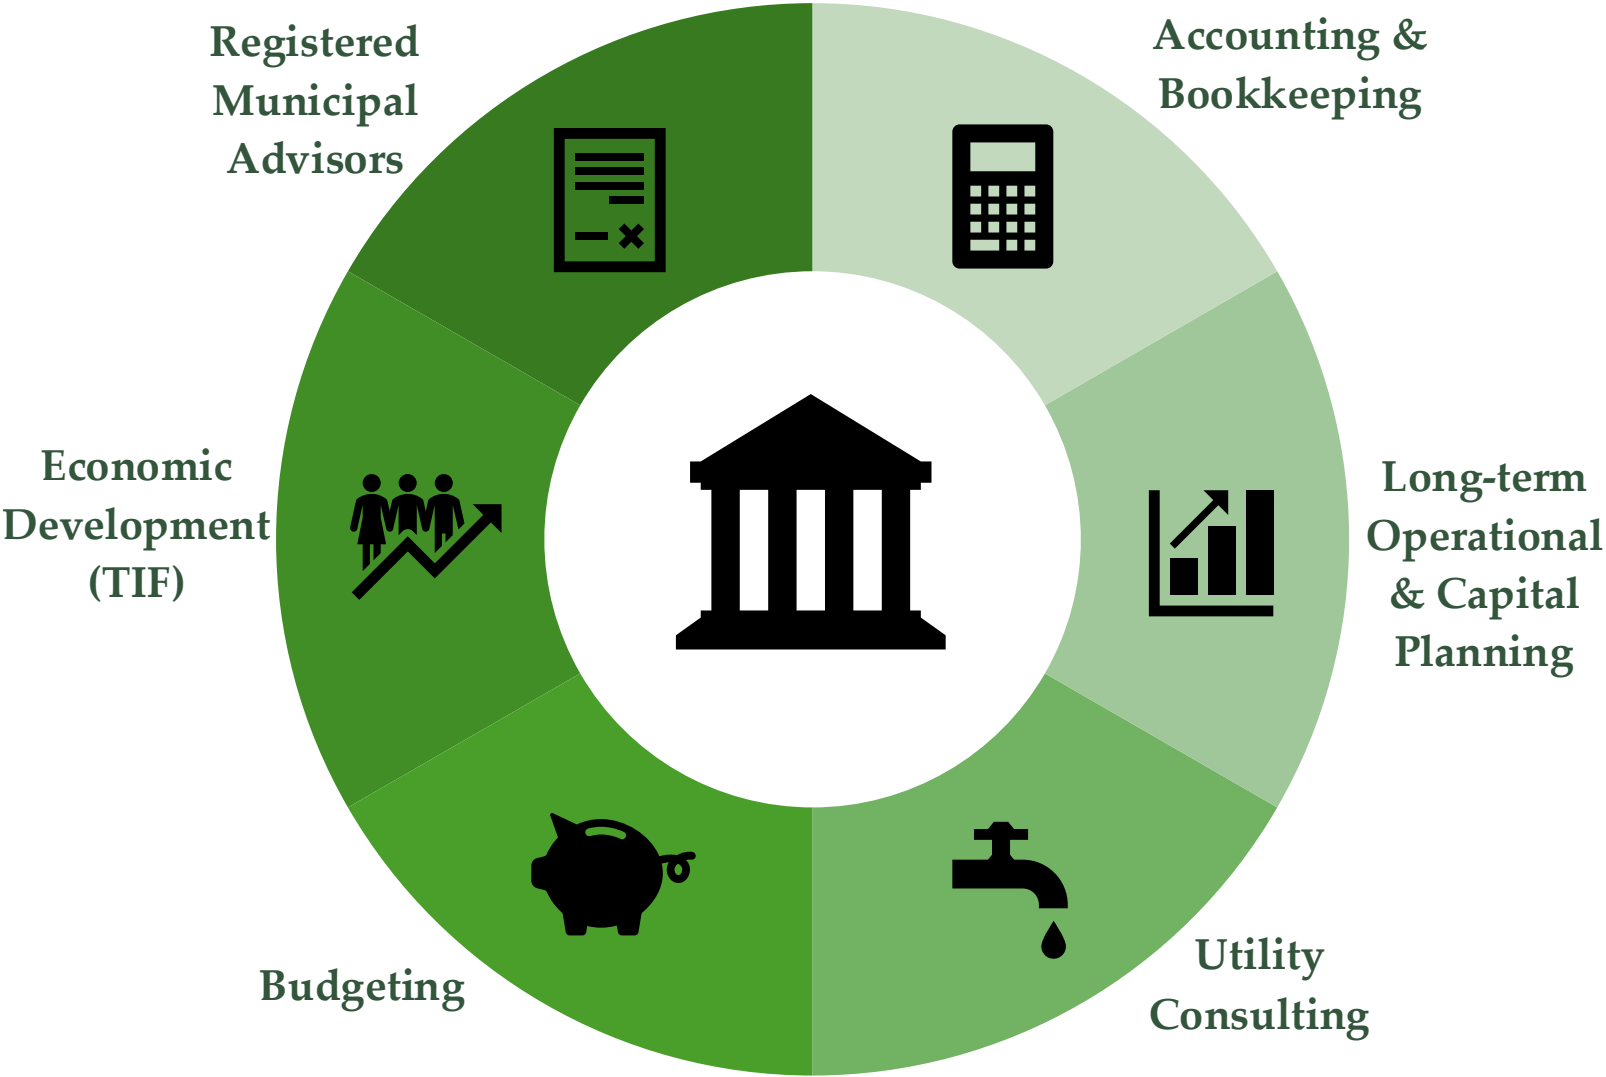 Registered
Municipal
Advisors
Accounting &
Bookkeeping
Economic
Development
(TIF)
Long-term
Operational
& Capital
Planning
Budgeting
Utility
Consulting